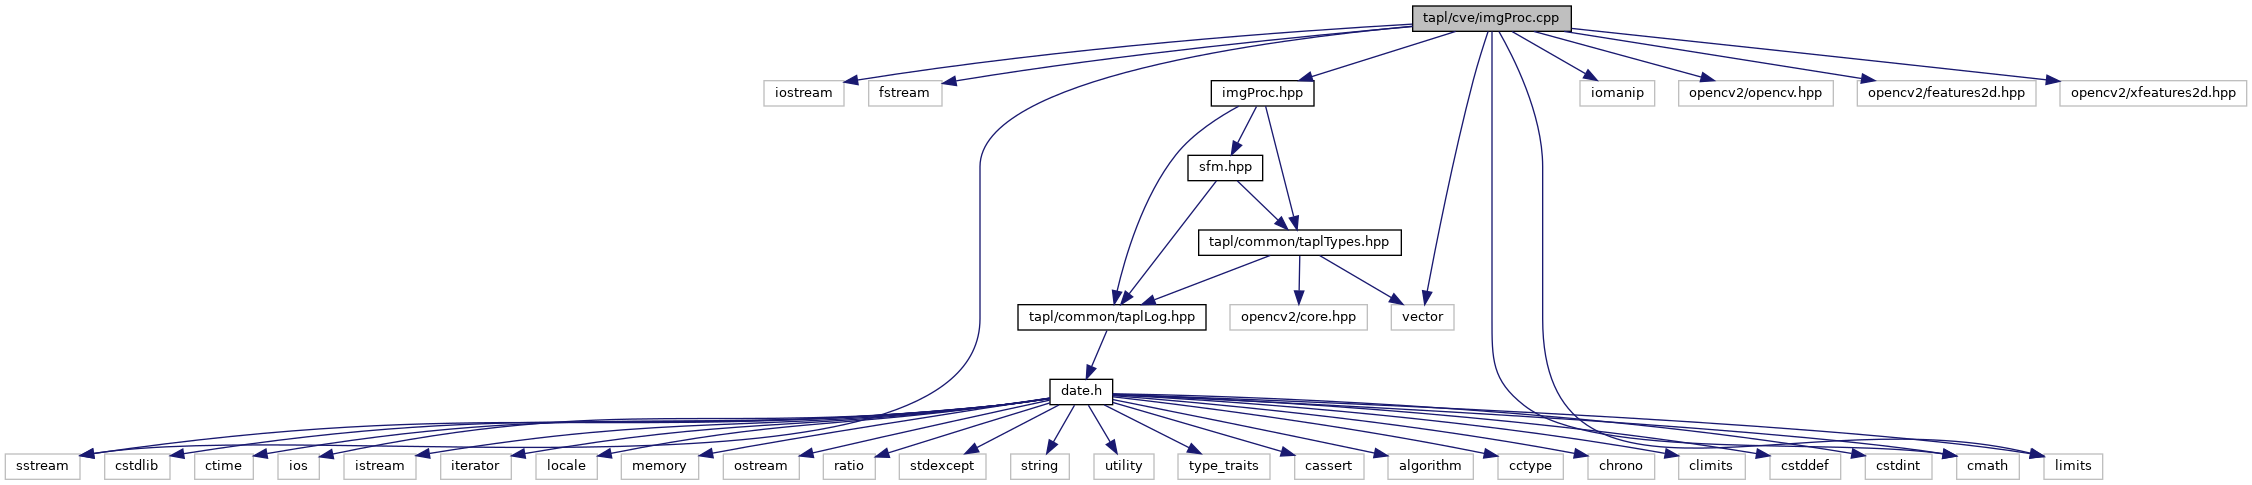 tapl/cve/imgProc.cpp
iostream
fstream
imgProc.hpp
iomanip
opencv2/opencv.hpp
opencv2/features2d.hpp
opencv2/xfeatures2d.hpp
sfm.hpp
tapl/common/taplTypes.hpp
tapl/common/taplLog.hpp
opencv2/core.hpp
vector
date.h
sstream
cstdlib
ctime
ios
istream
iterator
locale
memory
ostream
ratio
stdexcept
string
utility
type_traits
cassert
algorithm
cctype
chrono
climits
cstddef
cstdint
cmath
limits